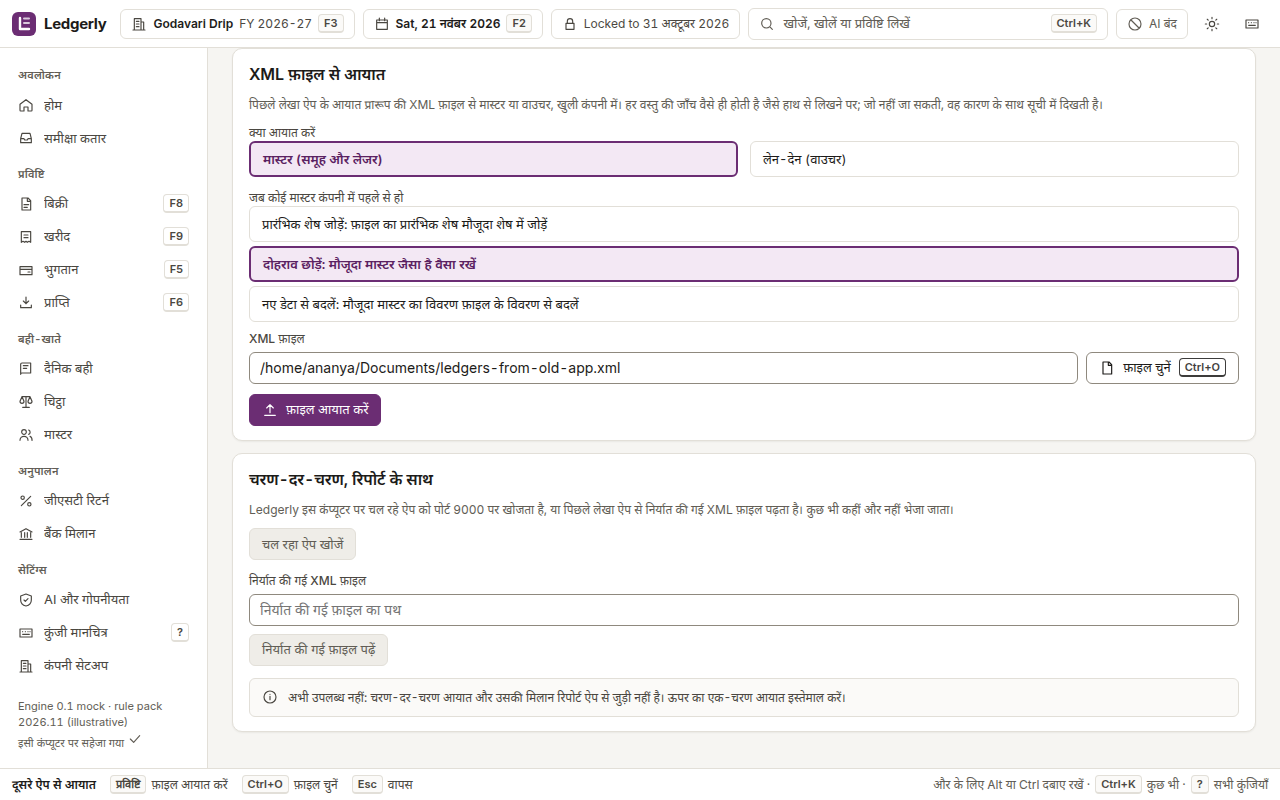 Ledgerly
Godavari Drip FY 2026-27 F3
Sat, 21 नवंबर 2026 F2
Locked to 31 अक्टूबर 2026
खोजें, खोलें या प्रविष्टि लिखें Ctrl+K
AI बंद
अवलोकन
होम
समीक्षा कतार
प्रविष्टि
बिक्री F8
खरीद F9
भुगतान F5
प्राप्ति F6
बही-खाते
दैनिक बही
चिट्ठा
मास्टर
अनुपालन
जीएसटी रिटर्न
बैंक मिलान
सेटिंग्स
AI और गोपनीयता
कुंजी मानचित्र ?
कंपनी सेटअप
Engine 0.1 mock · rule pack
2026.11 (illustrative)
इसी कंप्यूटर पर सहेजा गया
XML फ़ाइल से आयात
पिछले लेखा ऐप के आयात प्रारूप की XML फ़ाइल से मास्टर या वाउचर, खुली कंपनी में। हर वस्तु की जाँच वैसे ही होती है जैसे हाथ से लिखने पर; जो नहीं जा सकती, वह कारण के साथ सूची में दिखती है।
क्या आयात करें
मास्टर (समूह और लेजर)
लेन-देन (वाउचर)
जब कोई मास्टर कंपनी में पहले से हो
प्रारंभिक शेष जोड़ें: फ़ाइल का प्रारंभिक शेष मौजूदा शेष में जोड़ें
दोहराव छोड़ें: मौजूदा मास्टर जैसा है वैसा रखें
नए डेटा से बदलें: मौजूदा मास्टर का विवरण फ़ाइल के विवरण से बदलें
XML फ़ाइल
/home/ananya/Documents/ledgers-from-old-app.xml
फ़ाइल चुनें Ctrl+O
फ़ाइल आयात करें
चरण-दर-चरण, रिपोर्ट के साथ
Ledgerly इस कंप्यूटर पर चल रहे ऐप को पोर्ट 9000 पर खोजता है, या पिछले लेखा ऐप से निर्यात की गई XML फ़ाइल पढ़ता है। कुछ भी कहीं और नहीं भेजा जाता।
चल रहा ऐप खोजें
निर्यात की गई XML फ़ाइल
निर्यात की गई फ़ाइल का पथ
निर्यात की गई फ़ाइल पढ़ें
अभी उपलब्ध नहीं: चरण-दर-चरण आयात और उसकी मिलान रिपोर्ट ऐप से जुड़ी नहीं है। ऊपर का एक-चरण आयात इस्तेमाल करें।
दूसरे ऐप से आयात प्रविष्टि फ़ाइल आयात करें Ctrl+O फ़ाइल चुनें Esc वापस
और के लिए Alt या Ctrl दबाए रखें · Ctrl+K कुछ भी · ? सभी कुंजियाँ